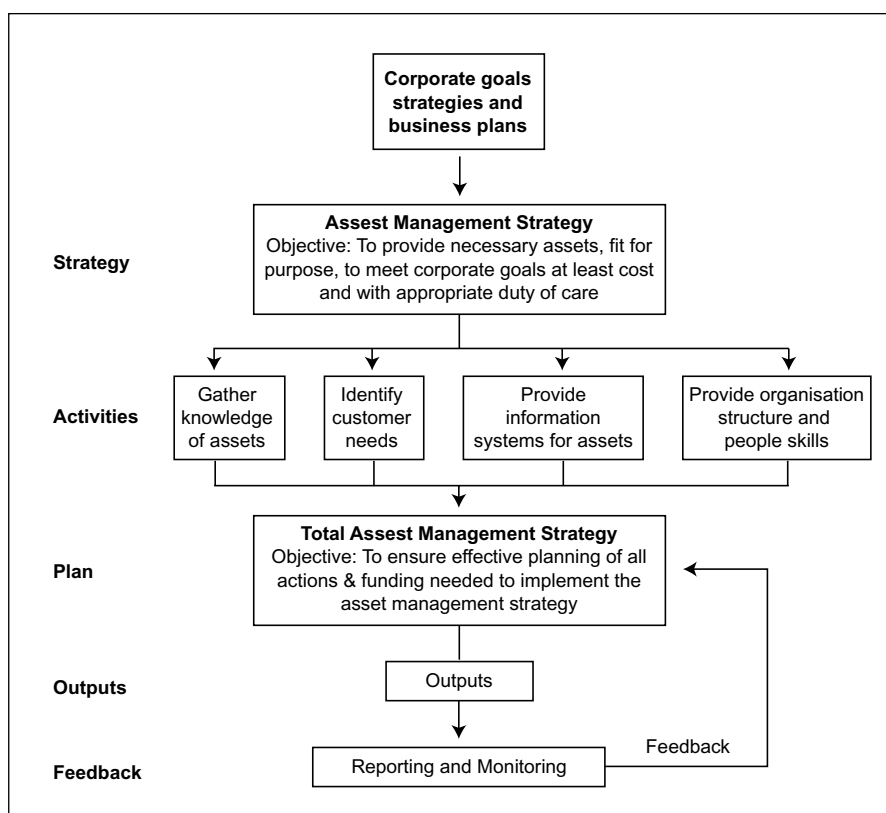 Corporate goals
strategies and
business plans
Strategy
Assest Management Strategy
Objective: To provide necessary assets, fit for
purpose, to meet corporate goals at least cost
and with appropriate duty of care
Activities
Gather
knowledge
of assets
Identify
customer
needs
Provide
information
systems for assets
Provide organisation
structure and
people skills
Plan
Total Assest Management Strategy
Objective: To ensure effective planning of all
actions & funding needed to implement the
asset management strategy
Outputs
Outputs
Feedback
Reporting and Monitoring
Feedback